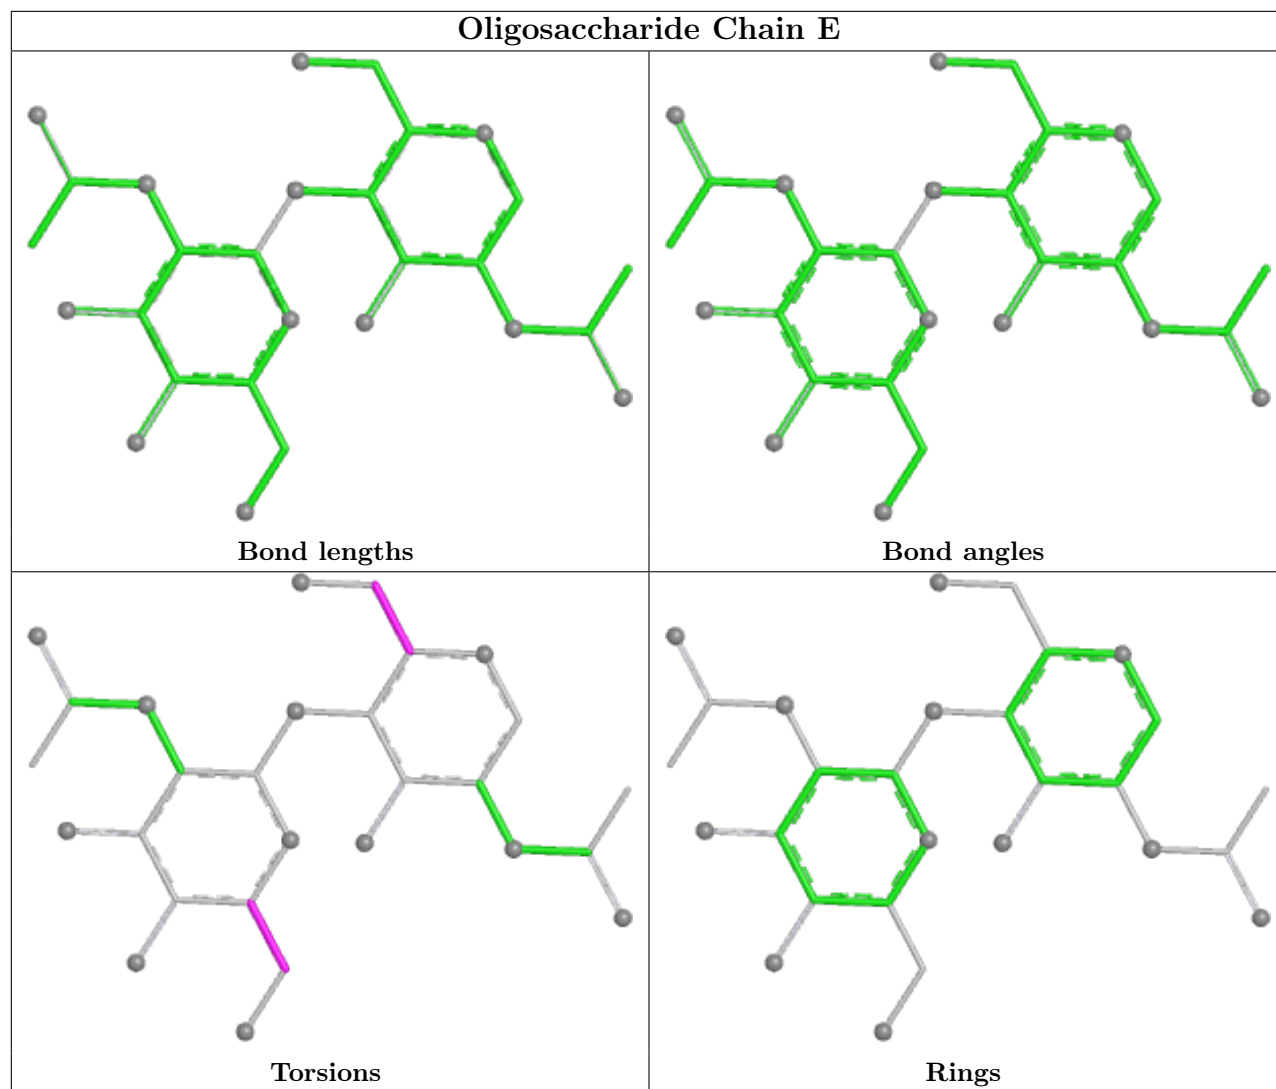 Oligosaccharide Chain E
Bond lengths
Bond angles
Torsions
Rings